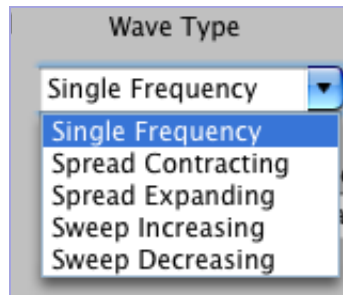 Wave Type
Single Frequency
Single Frequency
Spread Contracting
Spread Expanding
Sweep Increasing
Sweep Decreasing